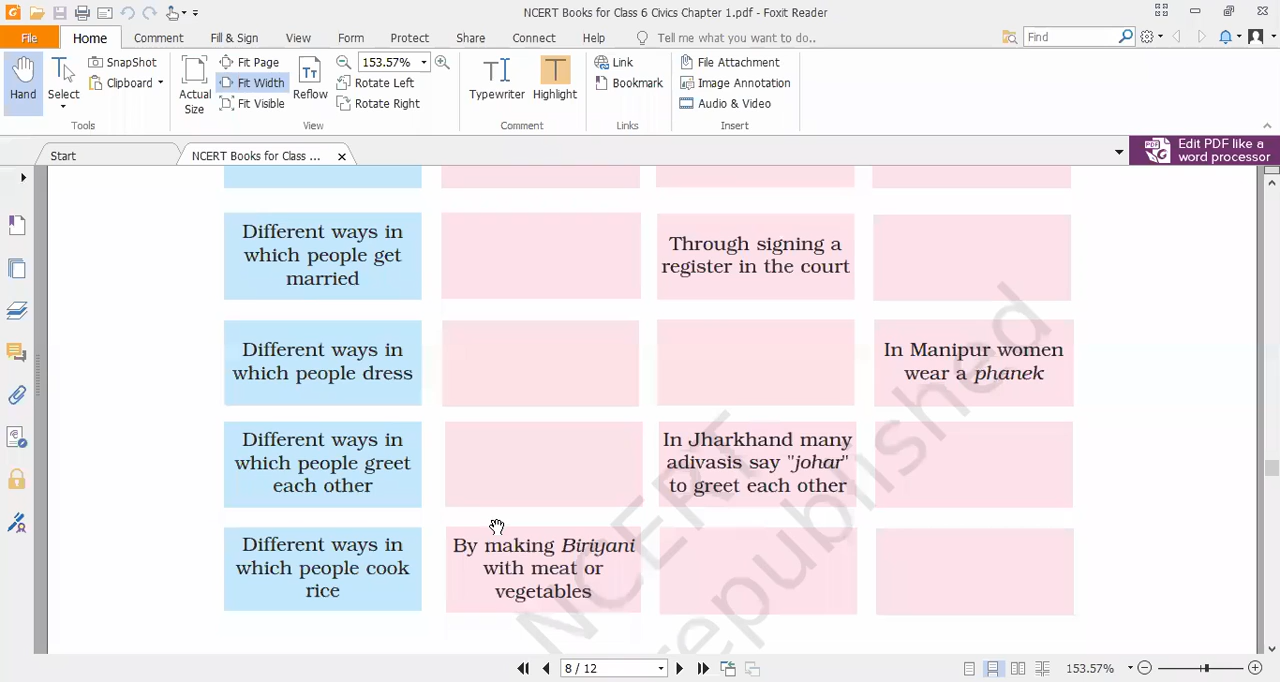 NCERT Books for Class 6 Civics Chapter 1.pdf - Foxit Reader
File Home Comment Fill & Sign View Form Protect Share Connect Help Tell me what you want to do.. Find
Hand
Select
SnapShot
Clipboard
Tools
Actual
Size
Fit Page
Fit Width
Fit Visible
Reflow
153.57%
Rotate Left
Rotate Right
View
Typewriter
Highlight
Comment
Link
Bookmark
Links
File Attachment
Image Annotation
Audio & Video
Insert
Start
NCERT Books for Class ...
Edit PDF like a
word processor
Different ways in
which people get
married
Through signing a
register in the court
Different ways in
which people dress
In Manipur women
wear a phanek
Different ways in
which people greet
each other
In Jharkhand many
adivasis say "johar"
to greet each other
Different ways in
which people cook
rice
By making Biriyani
with meat or
vegetables
NCERT
republished
8 / 12
153.57%